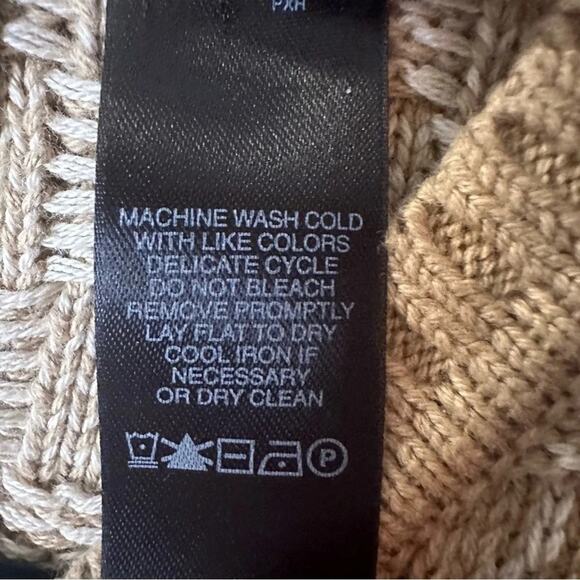 PXH
MACHINE WASH COLD
WITH LIKE COLORS
DELICATE CYCLE
DO NOT BLEACH
REMOVE PROMPTLY
LAY FLAT TO DRY
COOL IRON IF
NECESSARY
OR DRY CLEAN
P